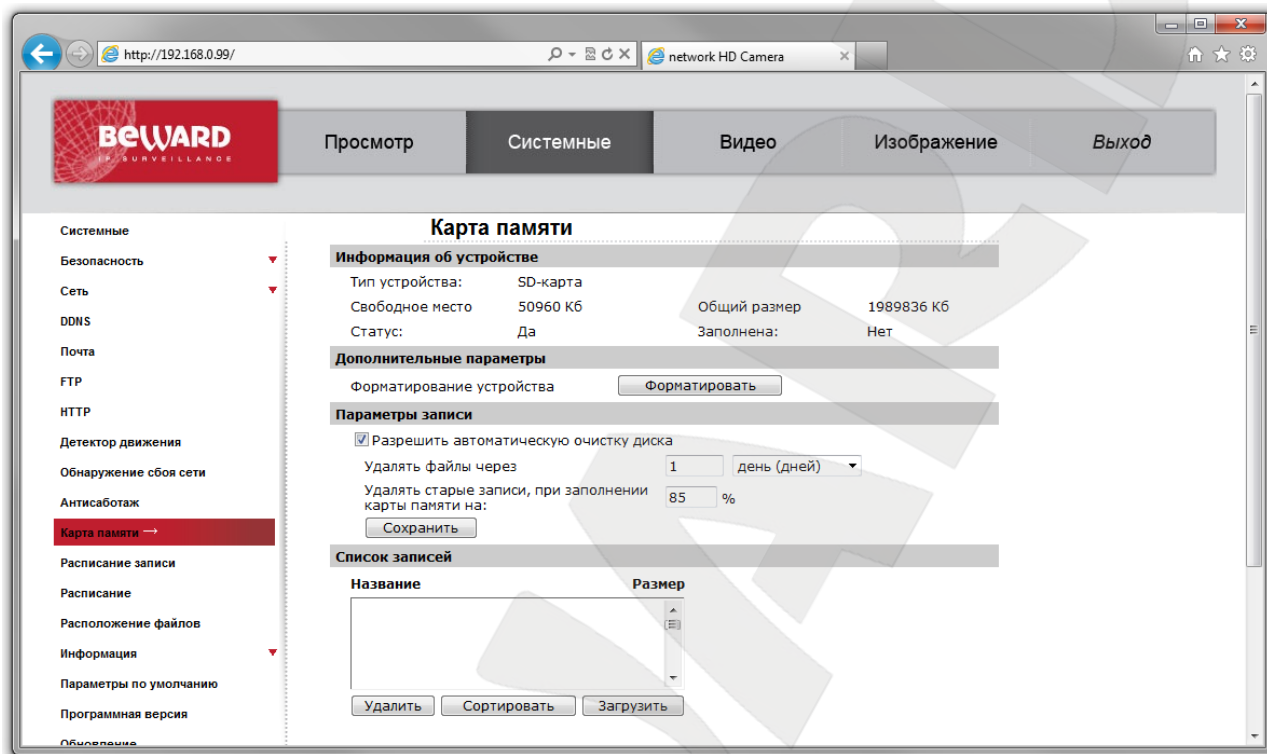 http://192.168.0.99/
network HD Camera
BEWARD
IP SURVEILLANCE
Просмотр
Системные
Видео
Изображение
Выход
Системные
Безопасность
Сеть
DDNS
Почта
FTP
HTTP
Детектор движения
Обнаружение сбоя сети
Антисаботаж
Карта памяти →
Расписание записи
Расписание
Расположение файлов
Информация
Параметры по умолчанию
Программная версия
Обновление
Карта памяти
Информация об устройстве
Тип устройства: SD-карта
Свободное место 50960 Кб Общий размер 1989836 Кб
Статус: Да Заполнена: Нет
Дополнительные параметры
Форматирование устройства Форматировать
Параметры записи
Разрешить автоматическую очистку диска
Удалять файлы через 1 день (дней)
Удалять старые записи, при заполнении
карты памяти на: 85 %
Сохранить
Список записей
Название Размер
Удалить Сортировать Загрузить